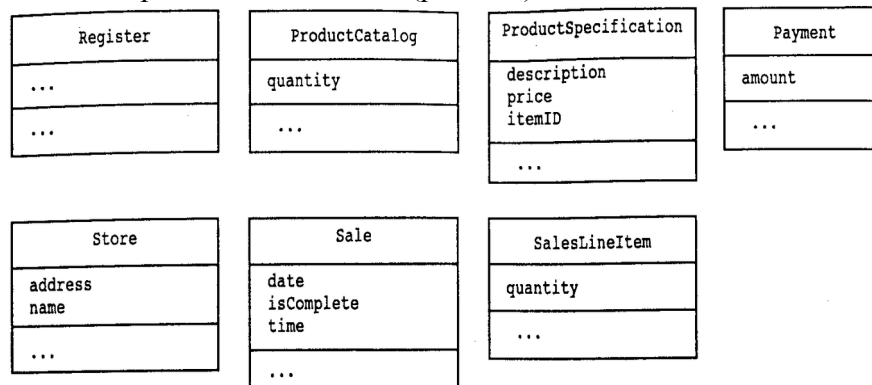 Register
...
...
ProductCatalog
quantity
...
ProductSpecification
description
price
itemID
...
Payment
amount
...
Store
address
name
...
Sale
date
isComplete
time
...
SalesLineItem
quantity
...